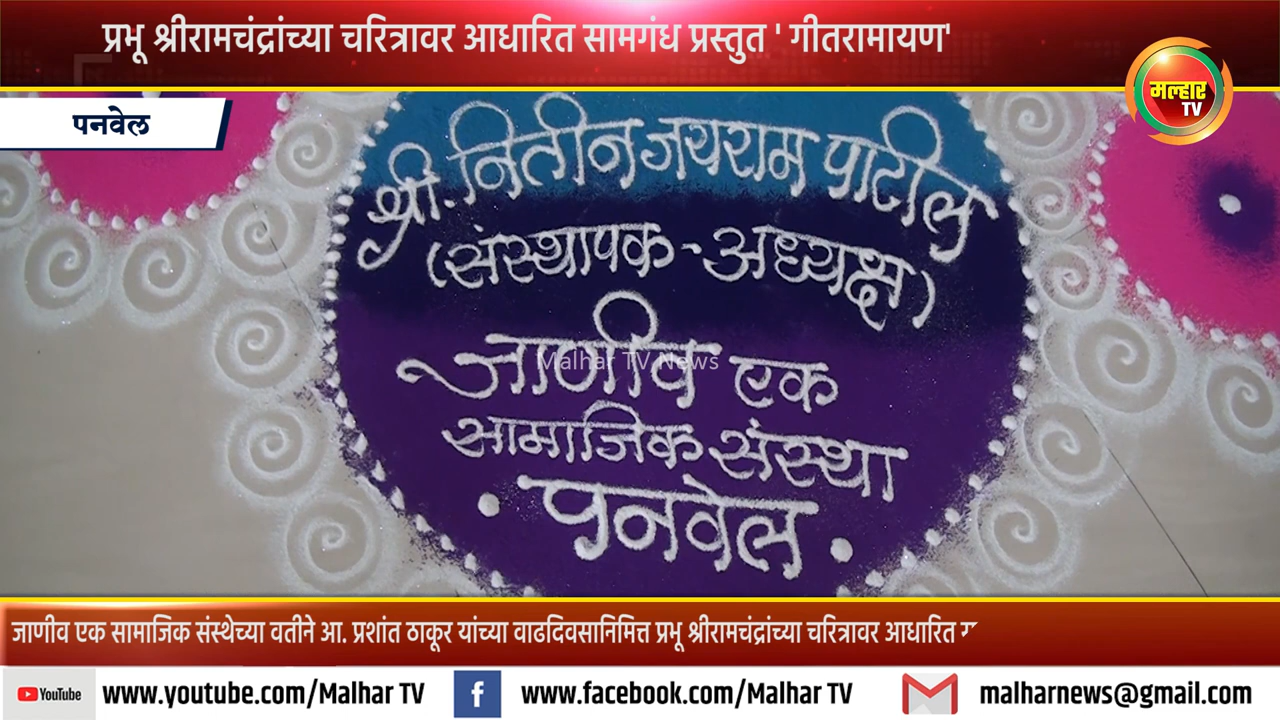 प्रभू श्रीरामचंद्रांच्या चरित्रावर आधारित सामगंध प्रस्तुत ' गीतरामायण'
मल्हार
TV
पनवेल
श्री. नितीन जयराम पाटील
(संस्थापक-अध्यक्ष)
जाणीव एक
Malhar TV News
सामाजिक संस्था
• पनवेल •
जाणीव एक सामाजिक संस्थेच्या वतीने आ. प्रशांत ठाकूर यांच्या वाढदिवसानिमित्त प्रभू श्रीरामचंद्रांच्या चरित्रावर आधारित
YouTube www.youtube.com/Malhar TV f www.facebook.com/Malhar TV malharnews@gmail.com